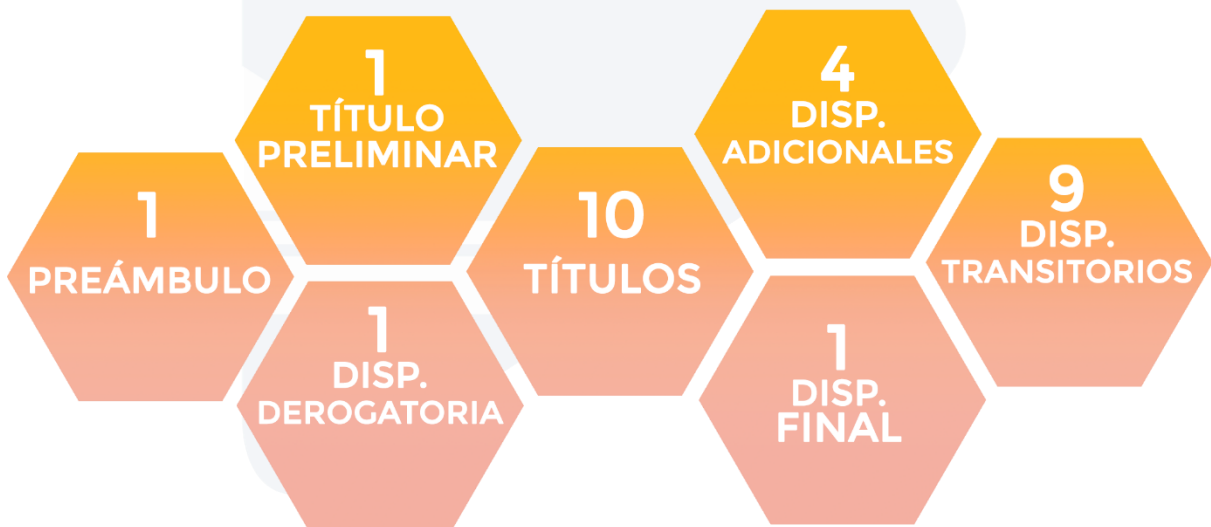 1
TÍTULO
PRELIMINAR
4
DISP.
ADICIONALES
1
PREÁMBULO
10
TÍTULOS
9
DISP.
TRANSITORIOS
1
DISP.
DEROGATORIA
1
DISP.
FINAL